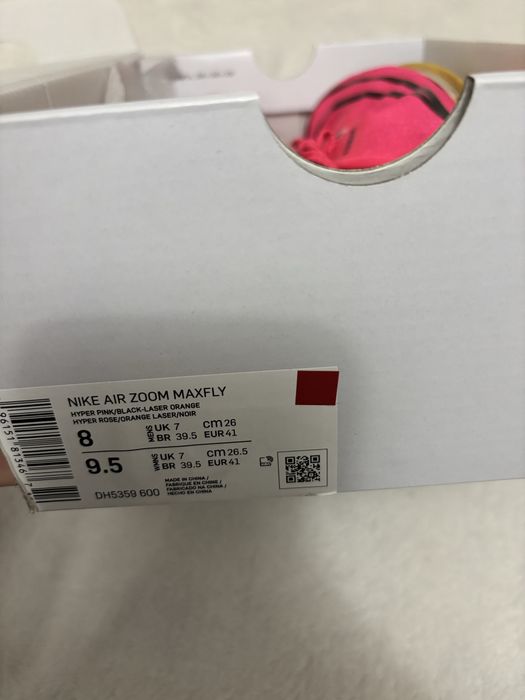 NIKE AIR ZOOM MAXFLY
HYPER PINK/BLACK-LASER ORANGE
HYPER ROSE/ORANGE LASER/NOIR
8 MENS UK 7 cm 26
BR 39.5 EUR 41
9.5 WMNS UK 7 cm 26.5
BR 39.5 EUR 41
DH5359 600
MADE IN CHINA /
FABRIQUE EN CHINE /
FABRICADO NA CHINA /
HECHO EN CHINA